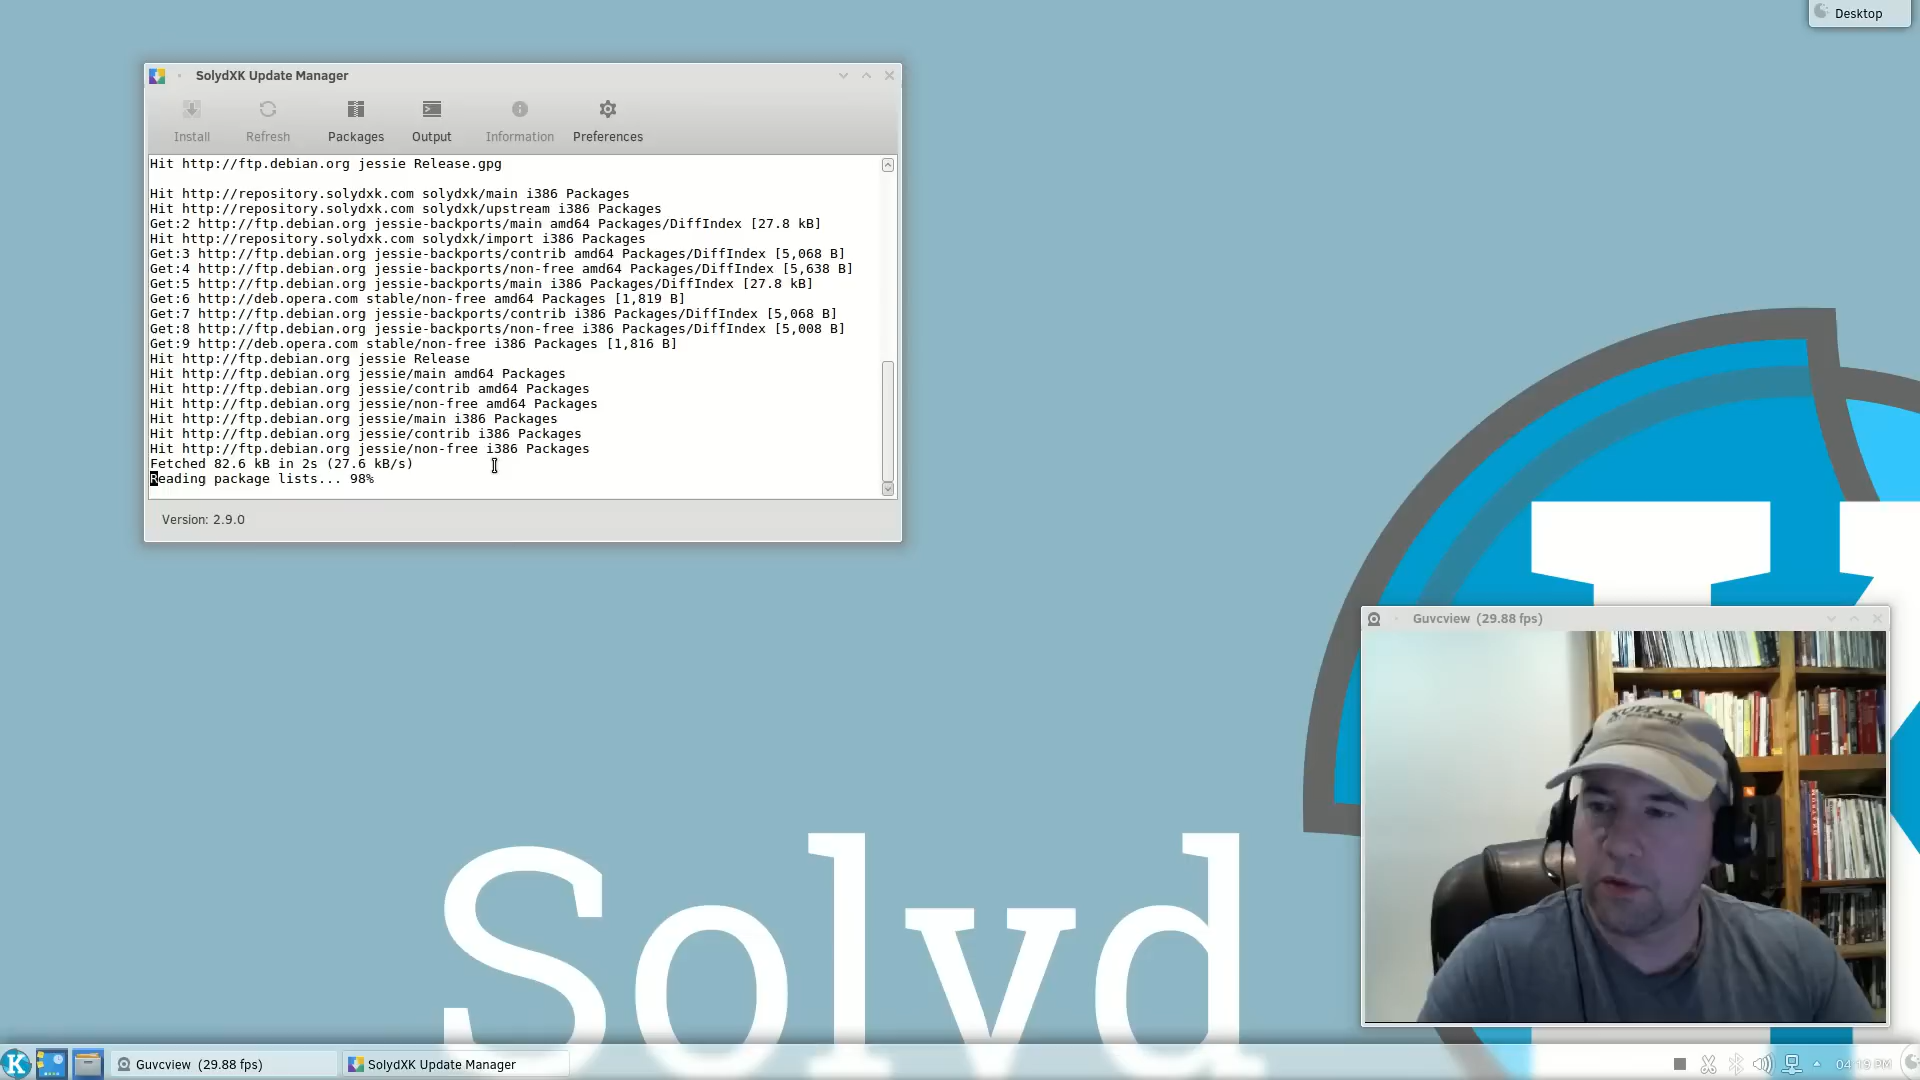 Desktop
SolydXK Update Manager
Install
Refresh
Packages
Output
Information
Preferences
Hit http://ftp.debian.org jessie Release.gpg
Hit http://repository.solydxk.com solydxk/main i386 Packages
Hit http://repository.solydxk.com solydxk/upstream i386 Packages
Get:2 http://ftp.debian.org jessie-backports/main amd64 Packages/DiffIndex [27.8 kB]
Hit http://repository.solydxk.com solydxk/import i386 Packages
Get:3 http://ftp.debian.org jessie-backports/contrib amd64 Packages/DiffIndex [5,068 B]
Get:4 http://ftp.debian.org jessie-backports/non-free amd64 Packages/DiffIndex [5,638 B]
Get:5 http://ftp.debian.org jessie-backports/main i386 Packages/DiffIndex [27.8 kB]
Get:6 http://deb.opera.com stable/non-free amd64 Packages [1,819 B]
Get:7 http://ftp.debian.org jessie-backports/contrib i386 Packages/DiffIndex [5,068 B]
Get:8 http://ftp.debian.org jessie-backports/non-free i386 Packages/DiffIndex [5,008 B]
Get:9 http://deb.opera.com stable/non-free i386 Packages [1,816 B]
Hit http://ftp.debian.org jessie Release
Hit http://ftp.debian.org jessie/main amd64 Packages
Hit http://ftp.debian.org jessie/contrib amd64 Packages
Hit http://ftp.debian.org jessie/non-free amd64 Packages
Hit http://ftp.debian.org jessie/main i386 Packages
Hit http://ftp.debian.org jessie/contrib i386 Packages
Hit http://ftp.debian.org jessie/non-free i386 Packages
Fetched 82.6 kB in 2s (27.6 kB/s)
Reading package lists... 98%
Version: 2.9.0
Guvcview (29.88 fps)
Solyd
K
Guvcview (29.88 fps)
SolydXK Update Manager
04:19 PM